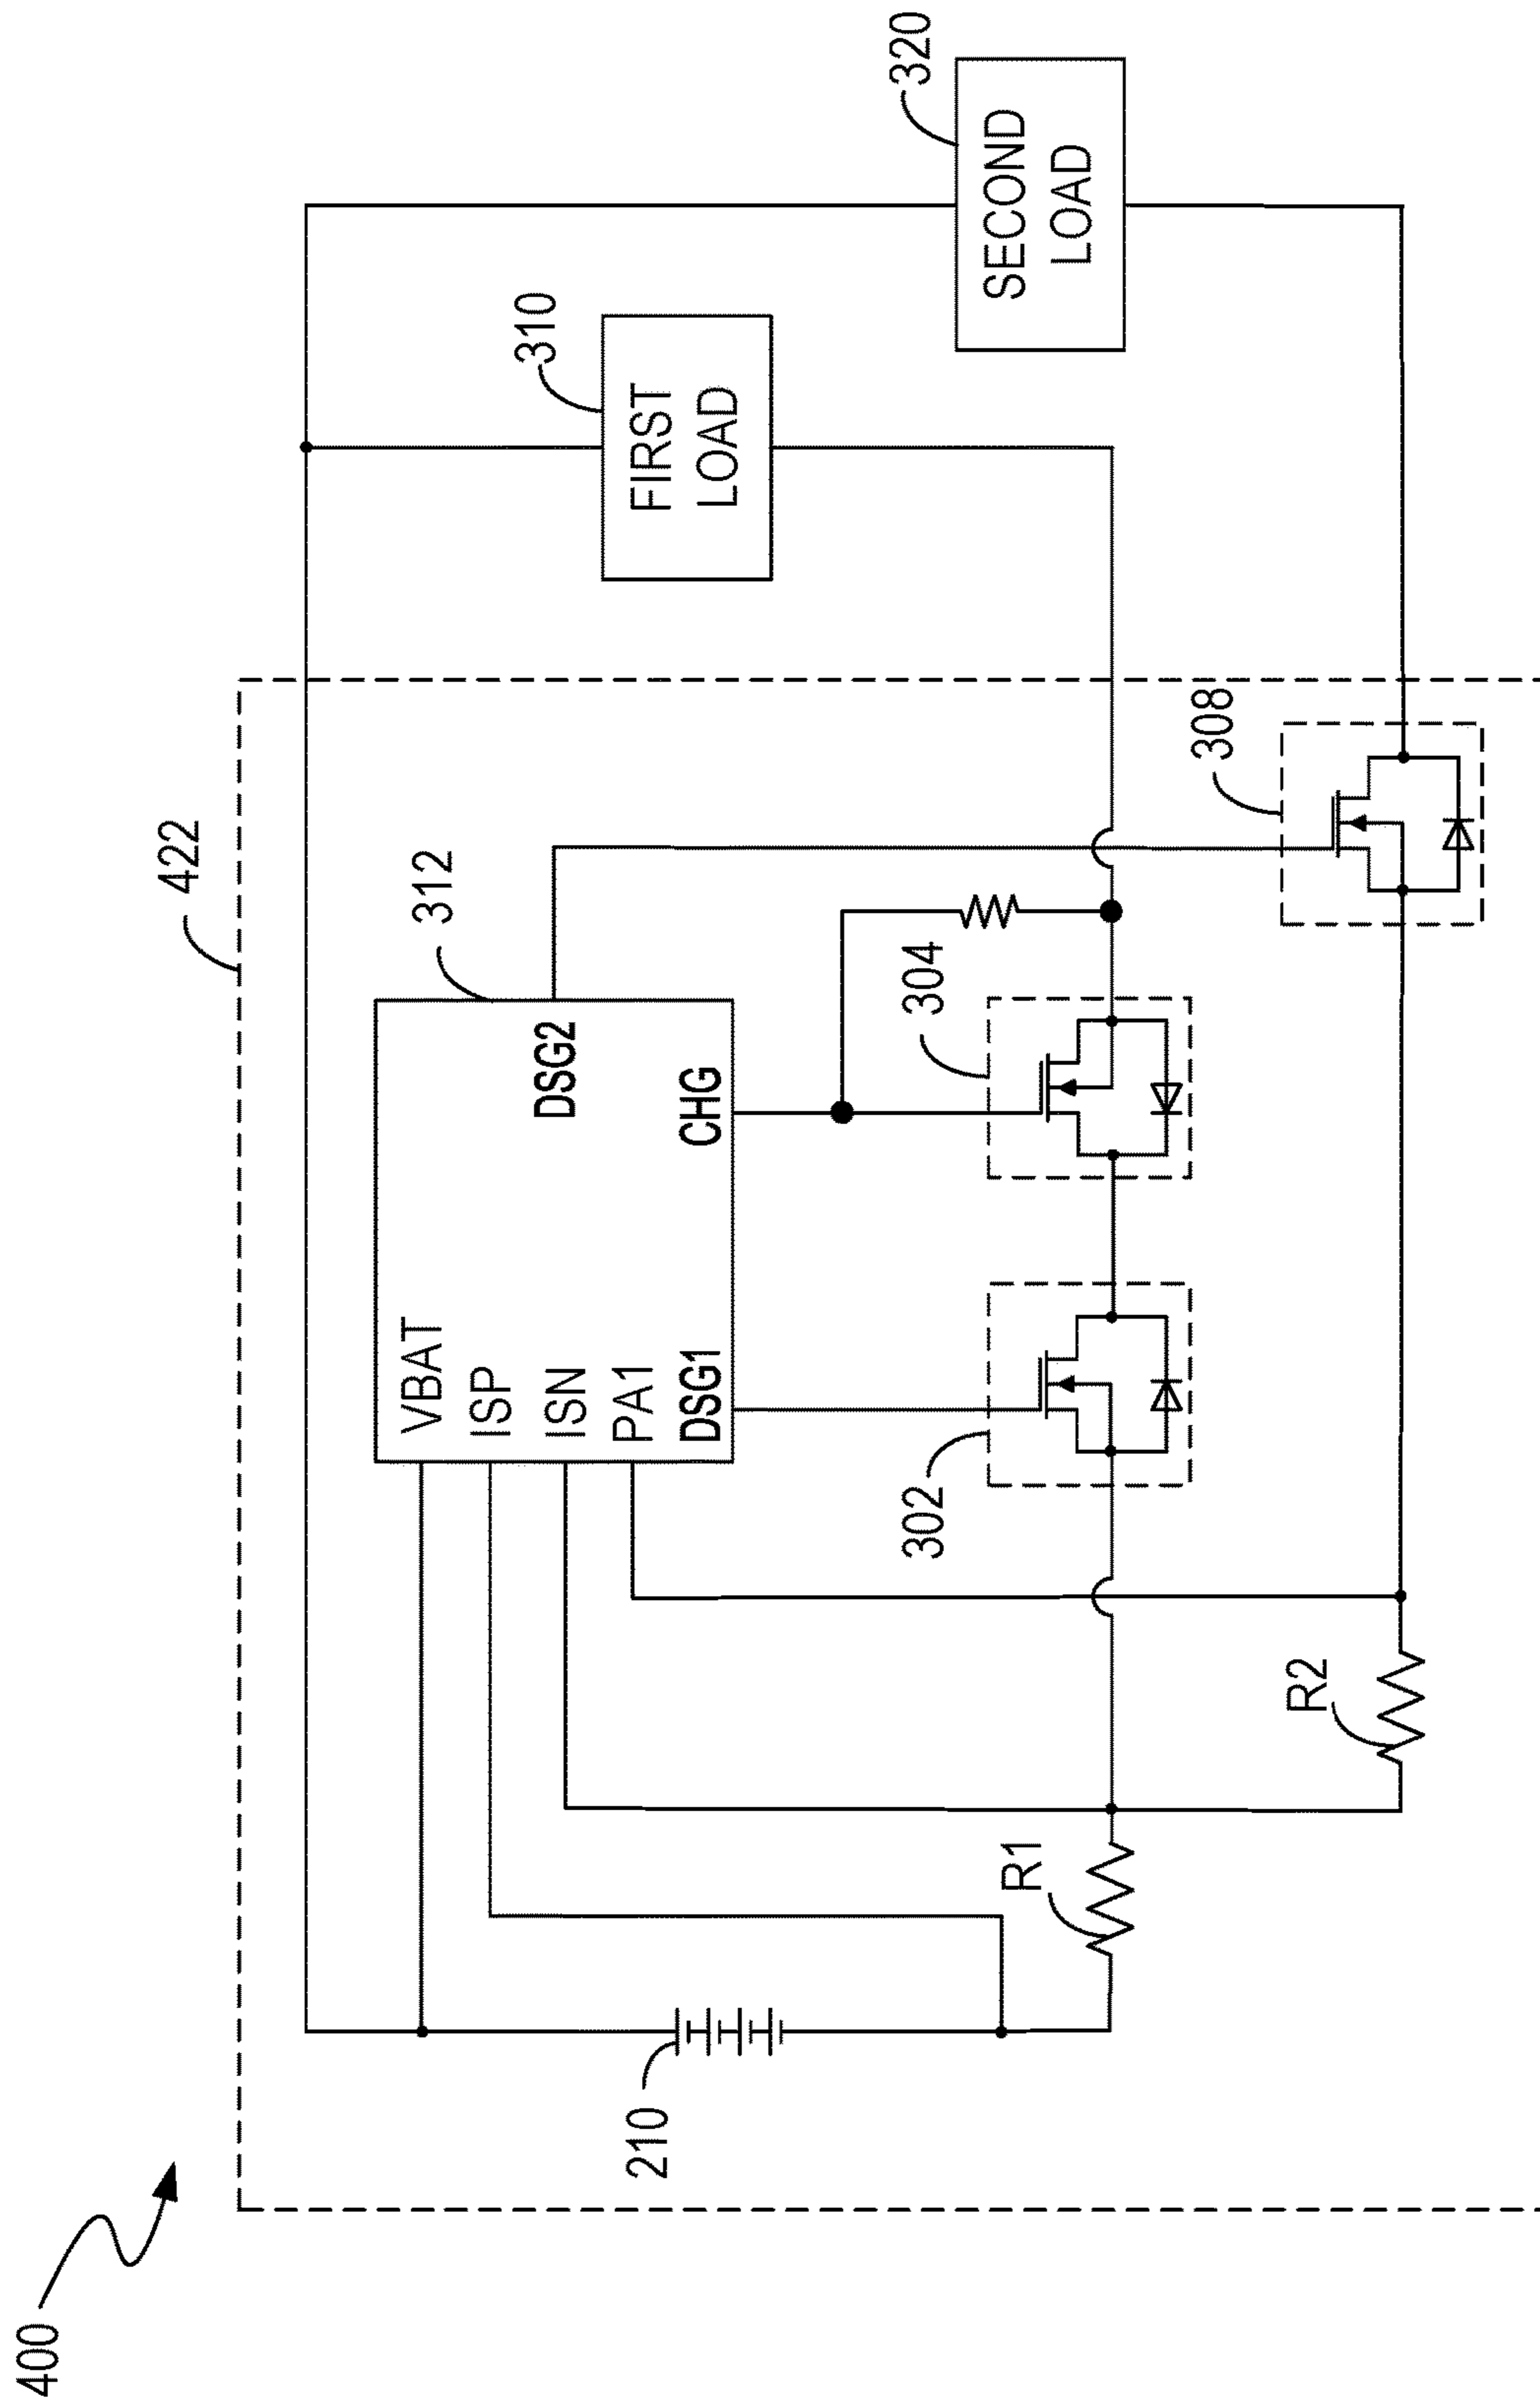 400
422
312
VBAT
ISP
ISN
PA1
DSG1
DSG2
CHG
210
R1
R2
302
304
308
310
FIRST
LOAD
320
SECOND
LOAD